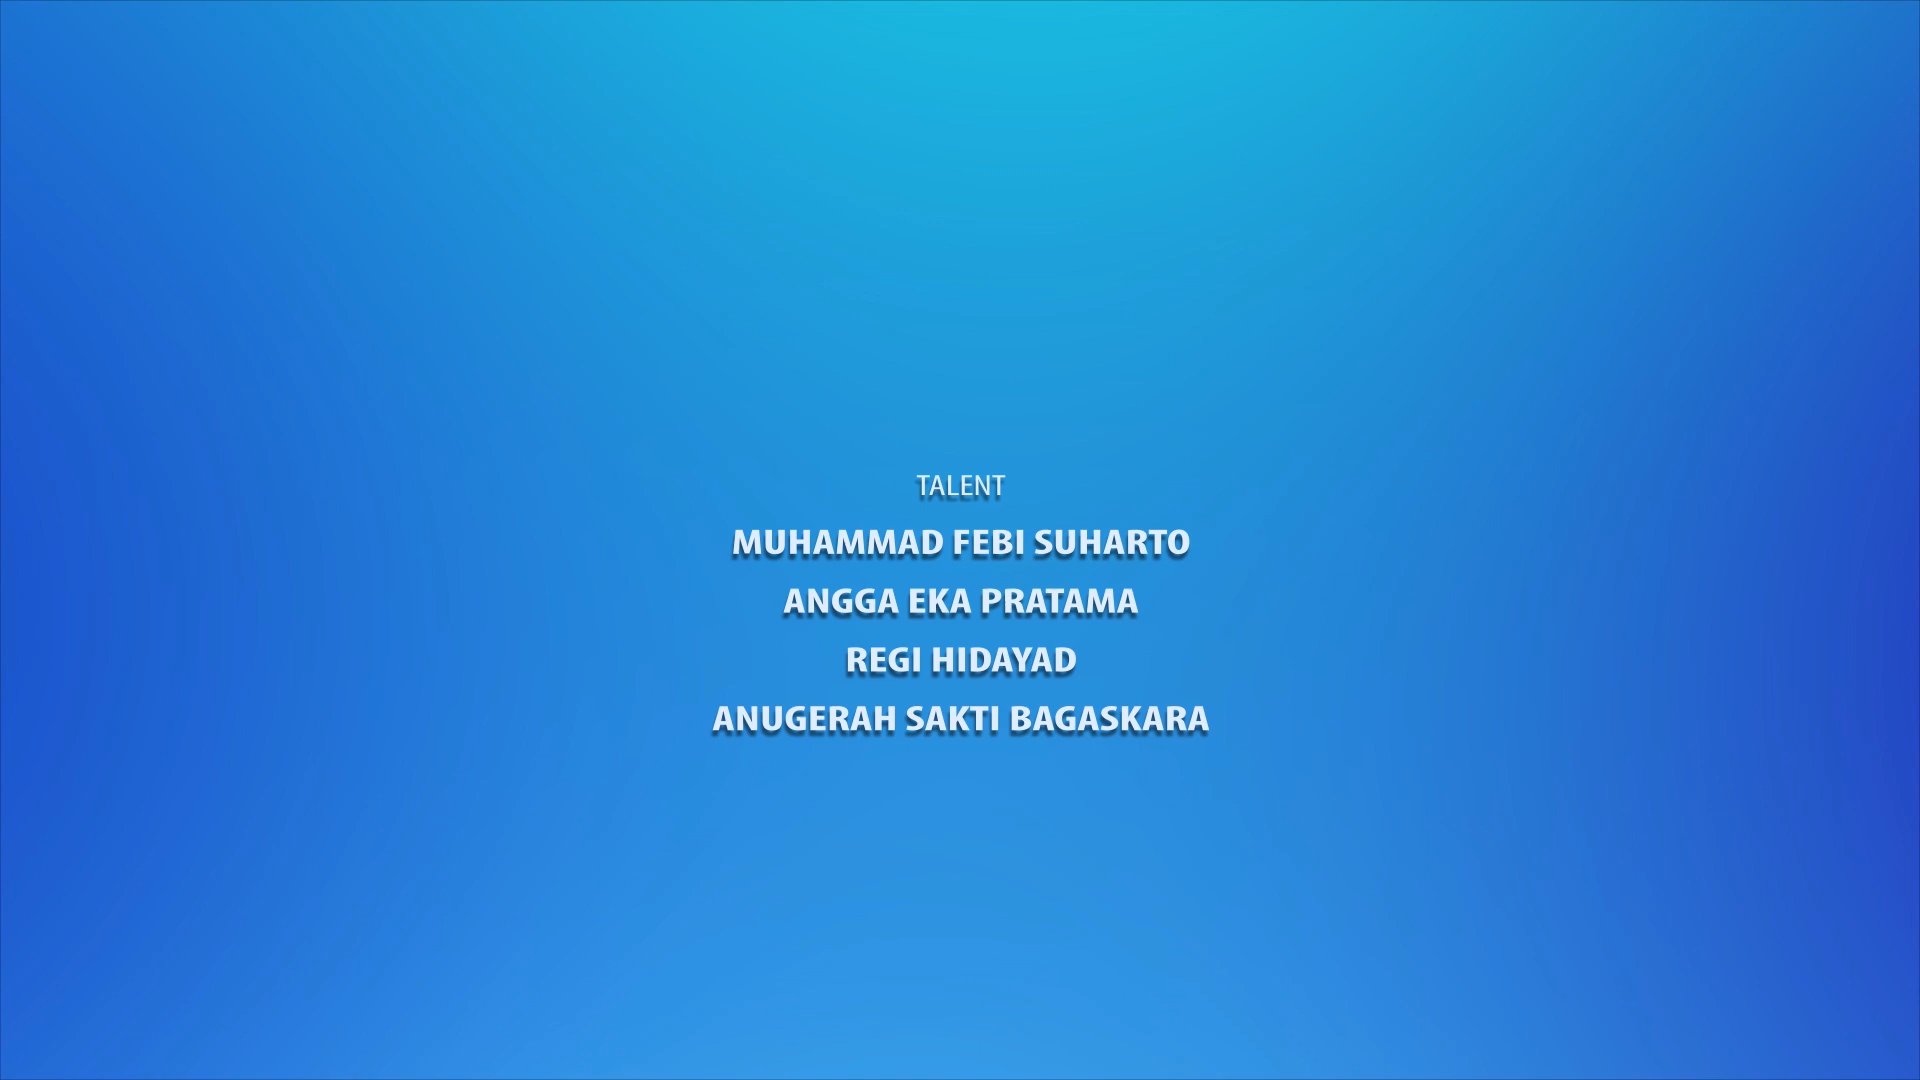 TALENT
MUHAMMAD FEBI SUHARTO
ANGGA EKA PRATAMA
REGI HIDAYAD
ANUGERAH SAKTI BAGASKARA